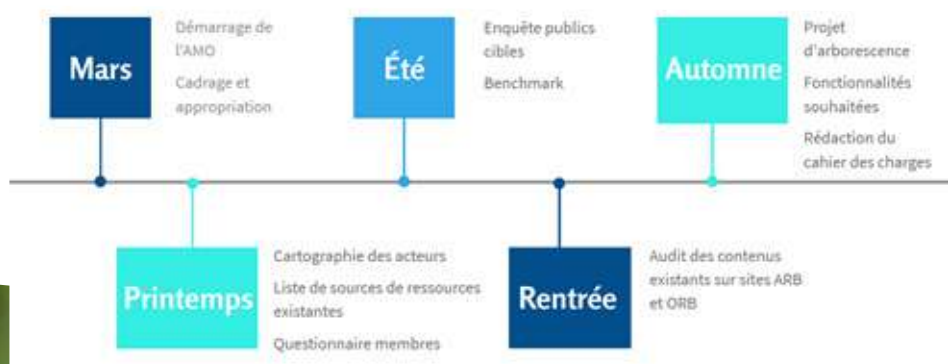 Mars
Démarrage de
l'AMO
Cadrage et
appropriation
Été
Enquête publics
cibles
Benchmark
Automne
Projet
d'arborescence
Fonctionnalités
souhaitées
Rédaction du
cahier des charges
Printemps
Cartographie des acteurs
Liste de sources de ressources
existantes
Questionnaire membres
Rentrée
Audit des contenus
existants sur sites ARB
et ORB